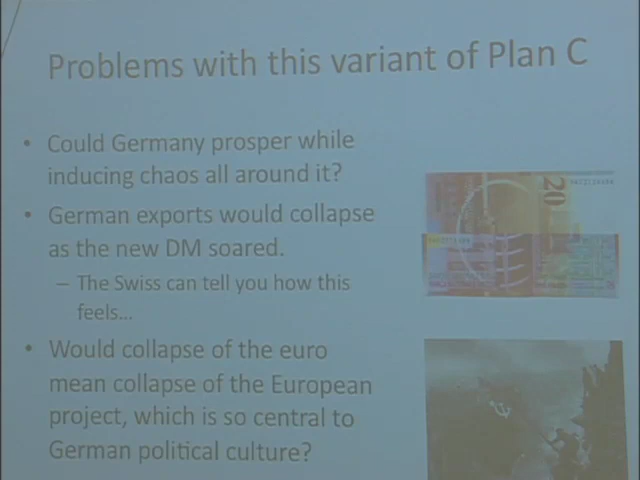 Problems with this variant of Plan C
• Could Germany prosper while
inducing chaos all around it?
• German exports would collapse
as the new DM soared.
– The Swiss can tell you how this
feels…
• Would collapse of the euro
mean collapse of the European
project, which is so central to
German political culture?
20